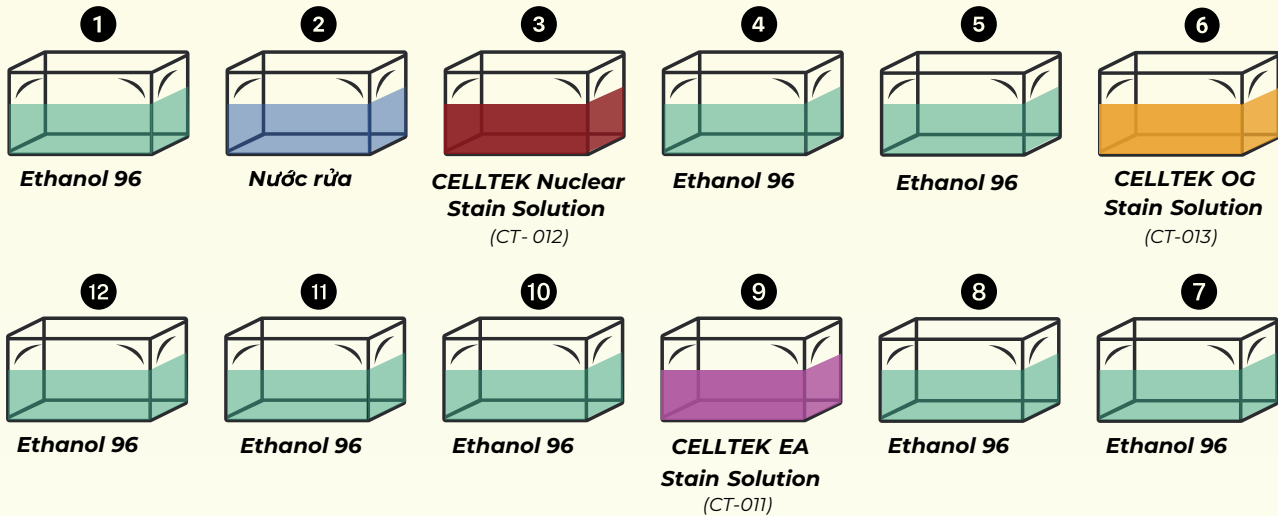 1
2
3
4
5
6
Ethanol 96
Nước rửa
CELLTEK Nuclear
Stain Solution
(CT- 012)
Ethanol 96
Ethanol 96
CELLTEK OG
Stain Solution
(CT-013)
12
11
10
9
8
7
Ethanol 96
Ethanol 96
Ethanol 96
CELLTEK EA
Stain Solution
(CT-011)
Ethanol 96
Ethanol 96